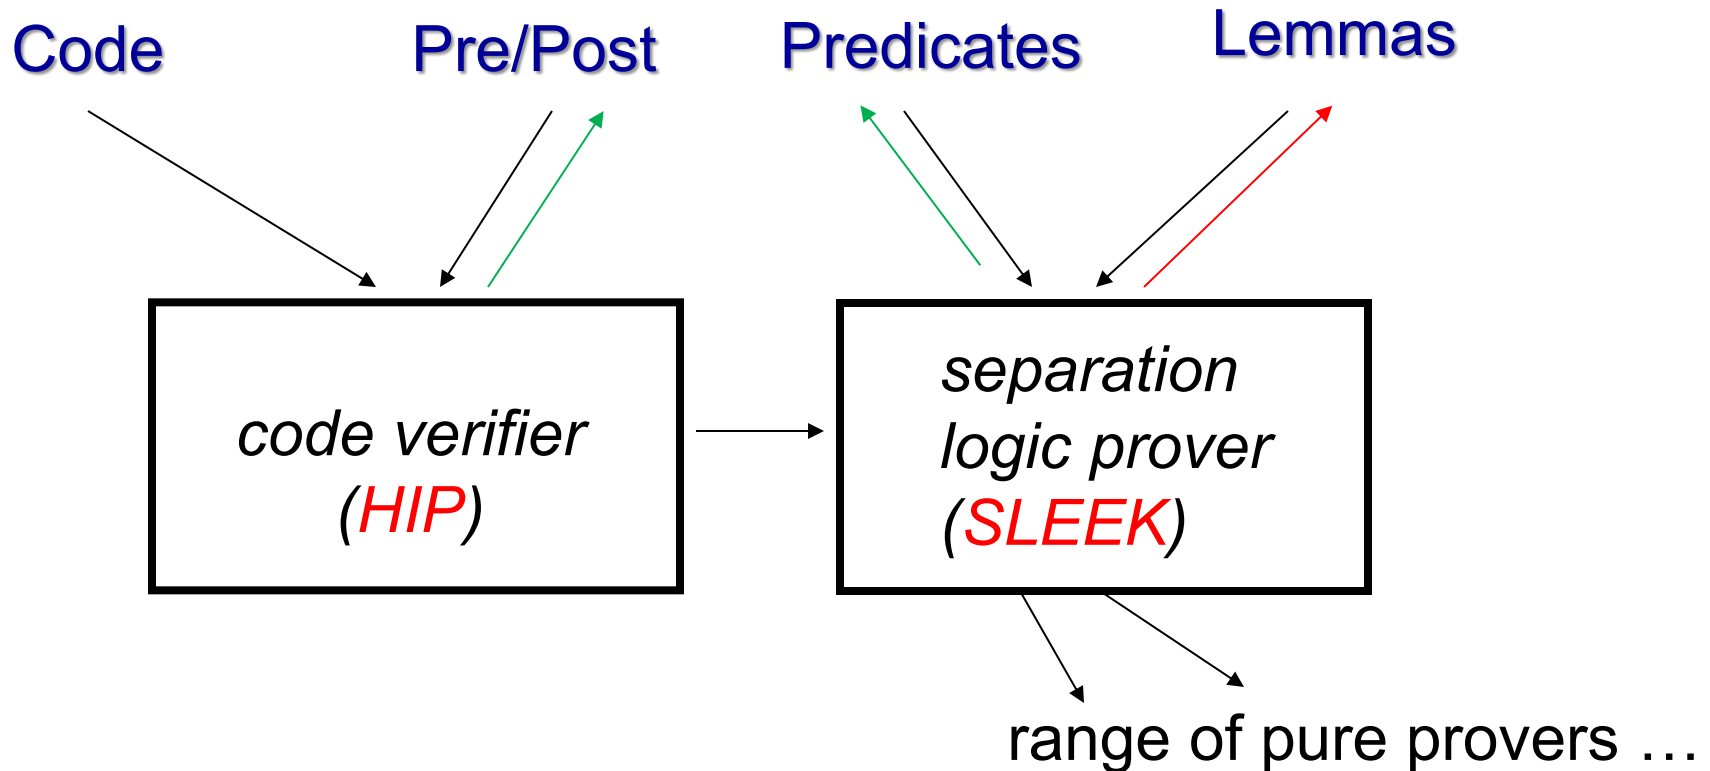 Code
Pre/Post
Predicates
Lemmas
code verifier
(HIP)
separation
logic prover
(SLEEK)
range of pure provers …